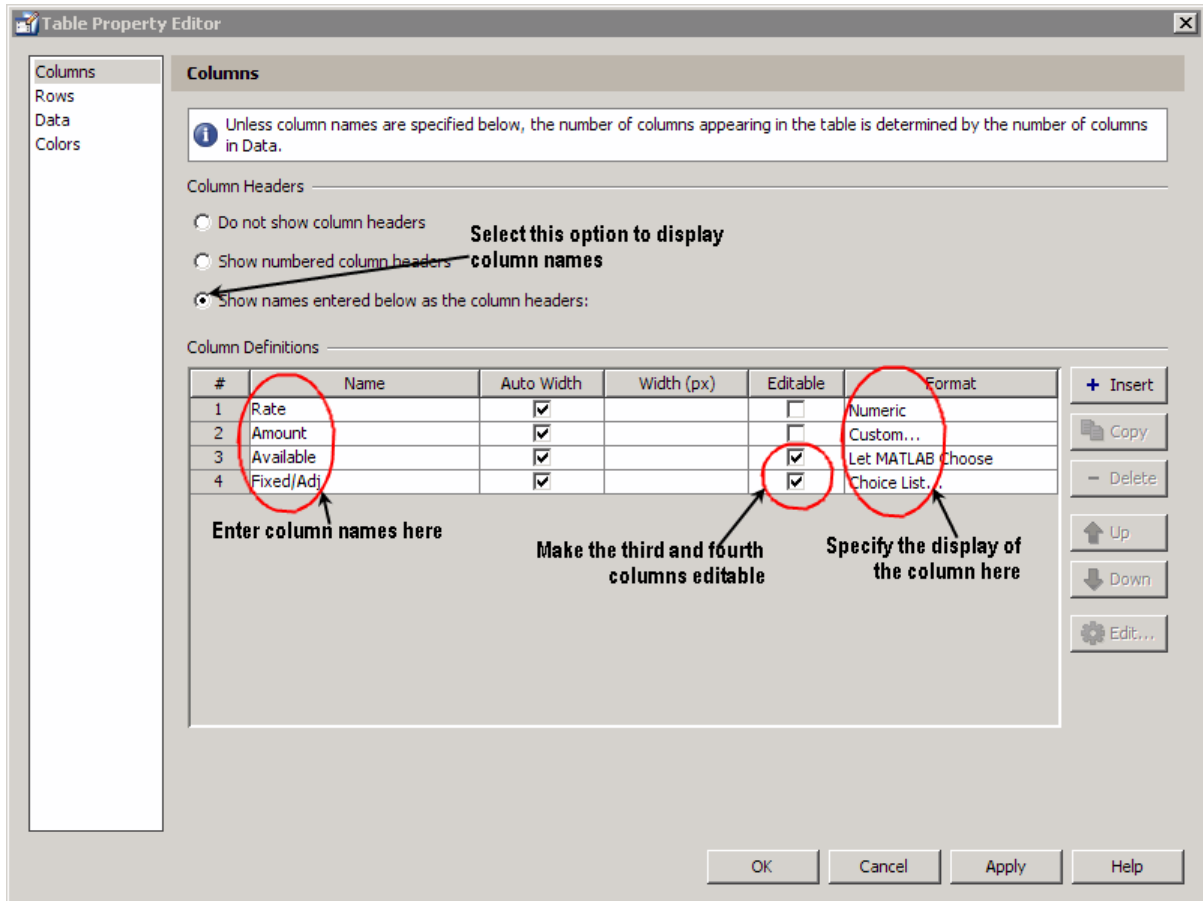 Table Property Editor
Columns
Rows
Data
Colors
Columns
Unless column names are specified below, the number of columns appearing in the table is determined by the number of columns
in Data.
Column Headers
Do not show column headers
Select this option to display
column names
Show numbered column headers
Show names entered below as the column headers:
Column Definitions
# Name Auto Width Width (px) Editable Format
1 Rate Numeric
2 Amount Custom...
3 Available Let MATLAB Choose
4 Fixed/Adj Choice List...
Enter column names here
Make the third and fourth
columns editable
Specify the display of
the column here
+ Insert
Copy
− Delete
Up
Down
Edit...
OK Cancel Apply Help